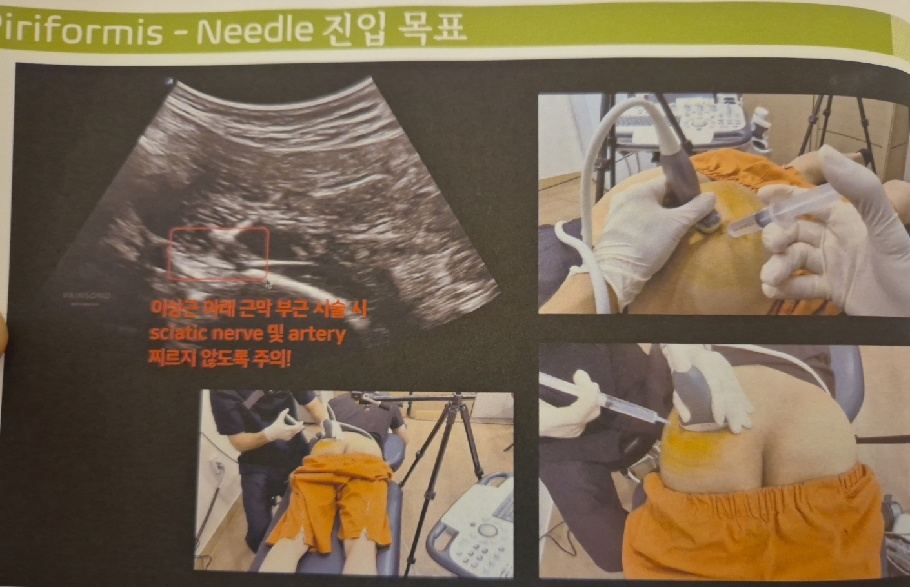 Piriformis - Needle 진입 목표
이상근 아래 근막 부근 시술 시
sciatic nerve 및 artery
찌르지 않도록 주의!
PAINSONO